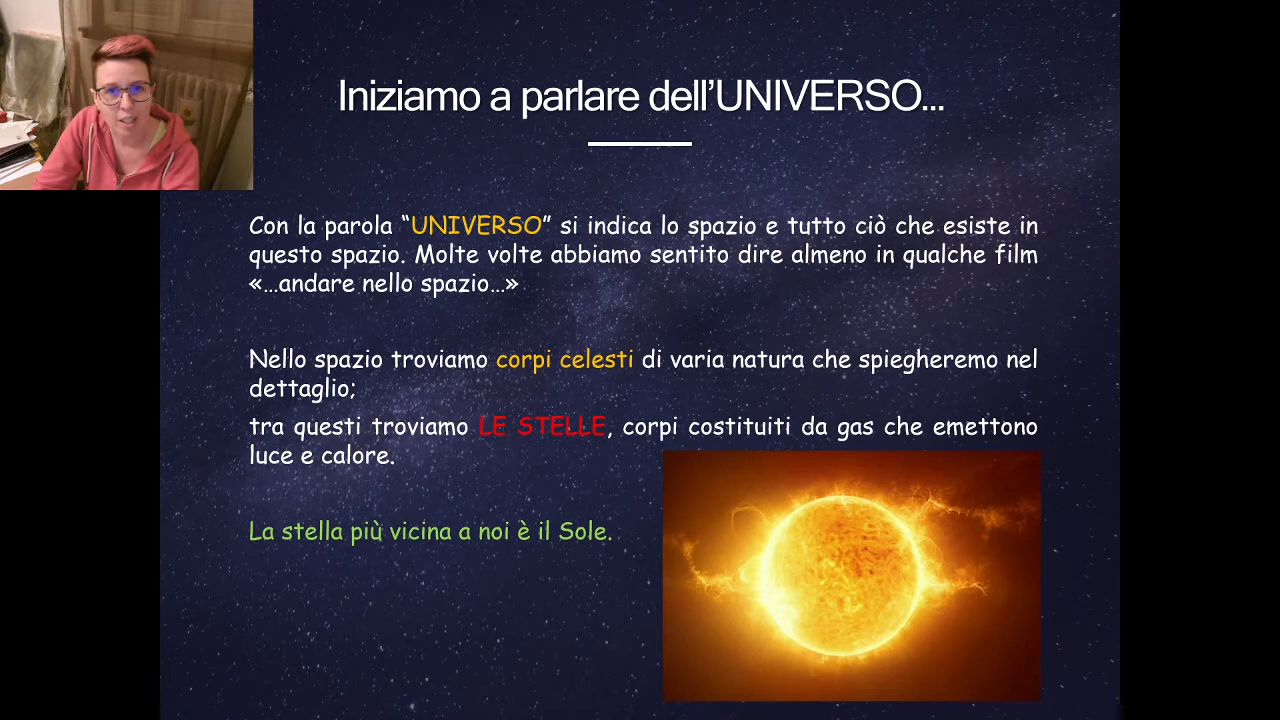 Iniziamo a parlare dell'UNIVERSO...
Con la parola “UNIVERSO” si indica lo spazio e tutto ciò che esiste in
questo spazio. Molte volte abbiamo sentito dire almeno in qualche film
«...andare nello spazio...»
Nello spazio troviamo corpi celesti di varia natura che spiegheremo nel
dettaglio;
tra questi troviamo LE STELLE, corpi costituiti da gas che emettono
luce e calore.
La stella più vicina a noi è il Sole.